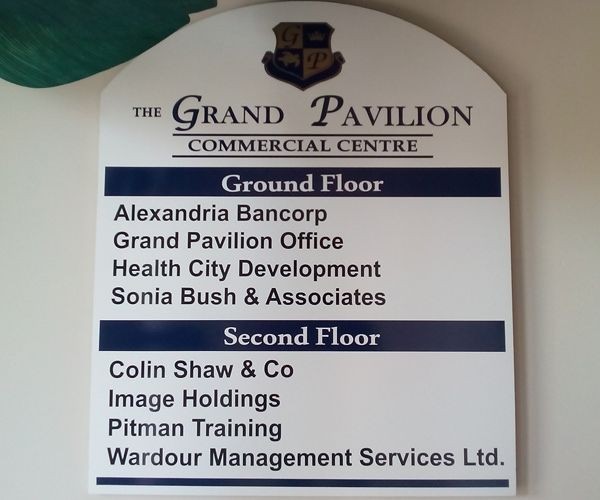 G
P
THE GRAND PAVILION
COMMERCIAL CENTRE
Ground Floor
Alexandria Bancorp
Grand Pavilion Office
Health City Development
Sonia Bush & Associates
Second Floor
Colin Shaw & Co
Image Holdings
Pitman Training
Wardour Management Services Ltd.